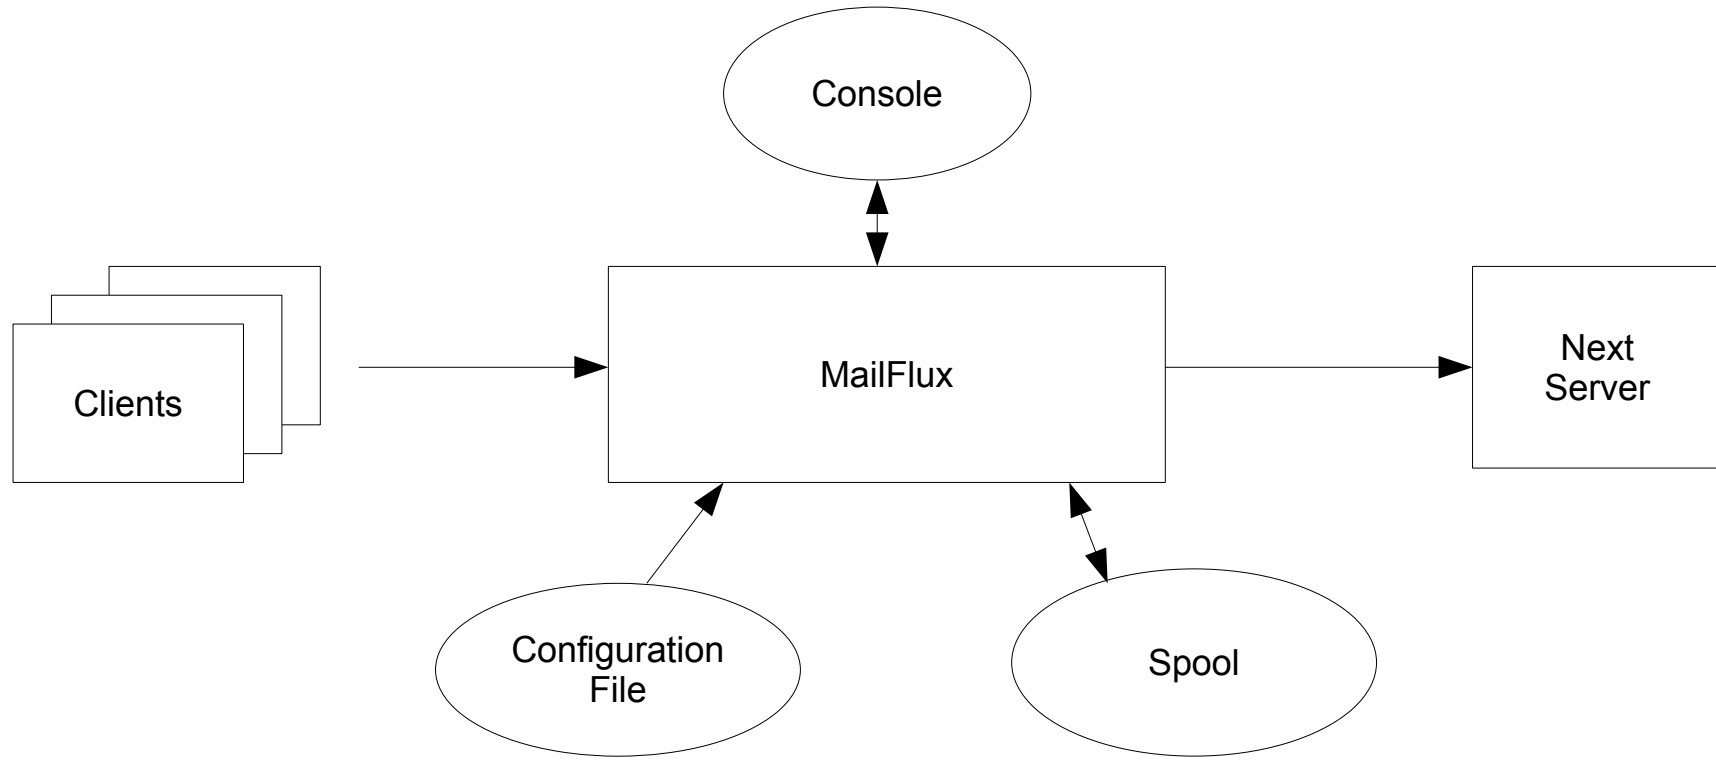 Console
Clients
MailFlux
Next
Server
Configuration
File
Spool